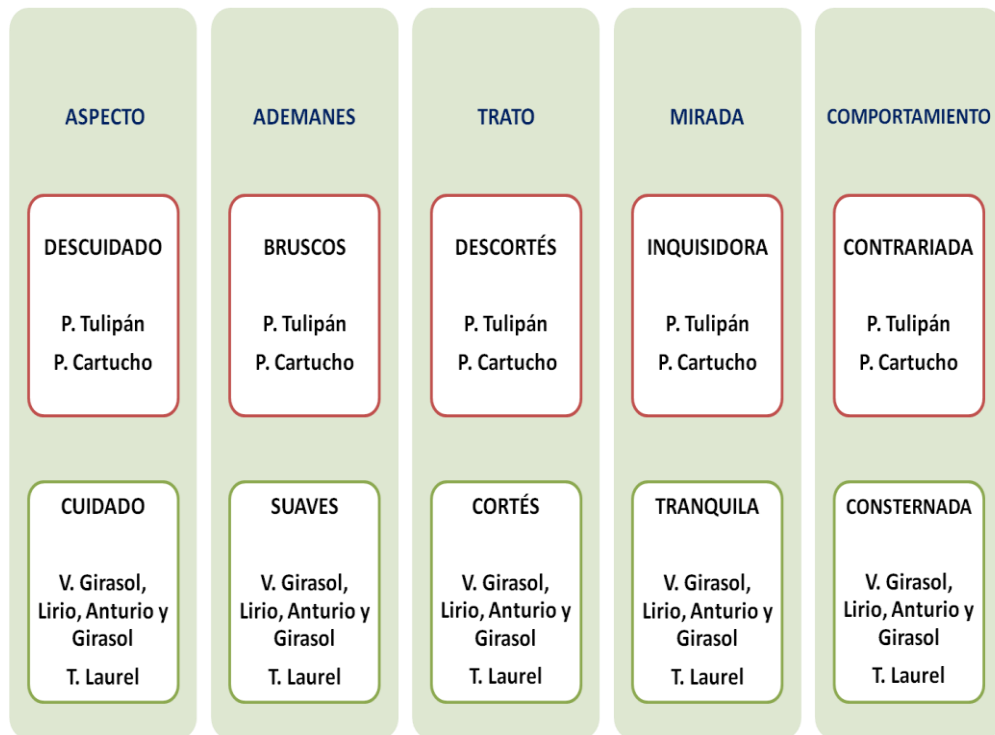 ASPECTO
DESCUIDADO
P. Tulipán
P. Cartucho
CUIDADO
V. Girasol,
Lirio, Anturio y
Girasol
T. Laurel
ADEMANES
BRUSCOS
P. Tulipán
P. Cartucho
SUAVES
V. Girasol,
Lirio, Anturio y
Girasol
T. Laurel
TRATO
DESCORTÉS
P. Tulipán
P. Cartucho
CORTÉS
V. Girasol,
Lirio, Anturio y
Girasol
T. Laurel
MIRADA
INQUISIDORA
P. Tulipán
P. Cartucho
TRANQUILA
V. Girasol,
Lirio, Anturio y
Girasol
T. Laurel
COMPORTAMIENTO
CONTRARIADA
P. Tulipán
P. Cartucho
CONSTERNADA
V. Girasol,
Lirio, Anturio y
Girasol
T. Laurel